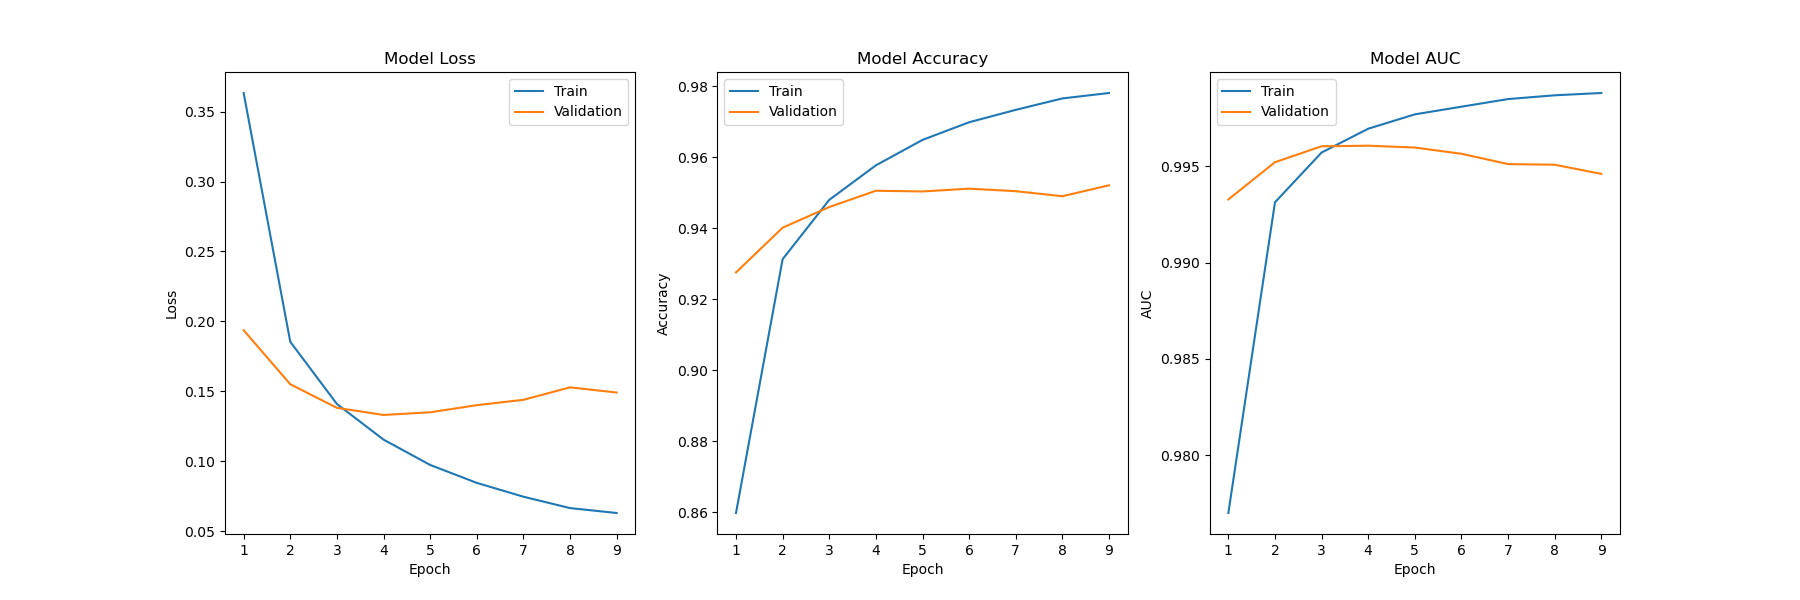 Model Loss
Train
Validation
0.35
0.30
0.25
0.20
0.15
0.10
0.05
Loss
1 2 3 4 5 6 7 8 9
Epoch
Model Accuracy
Train
Validation
0.98
0.96
0.94
0.92
0.90
0.88
0.86
Accuracy
1 2 3 4 5 6 7 8 9
Epoch
Model AUC
Train
Validation
0.995
0.990
0.985
0.980
AUC
1 2 3 4 5 6 7 8 9
Epoch